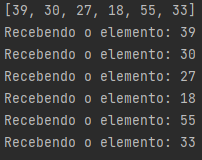 [39, 30, 27, 18, 55, 33]
Recebendo o elemento: 39
Recebendo o elemento: 30
Recebendo o elemento: 27
Recebendo o elemento: 18
Recebendo o elemento: 55
Recebendo o elemento: 33